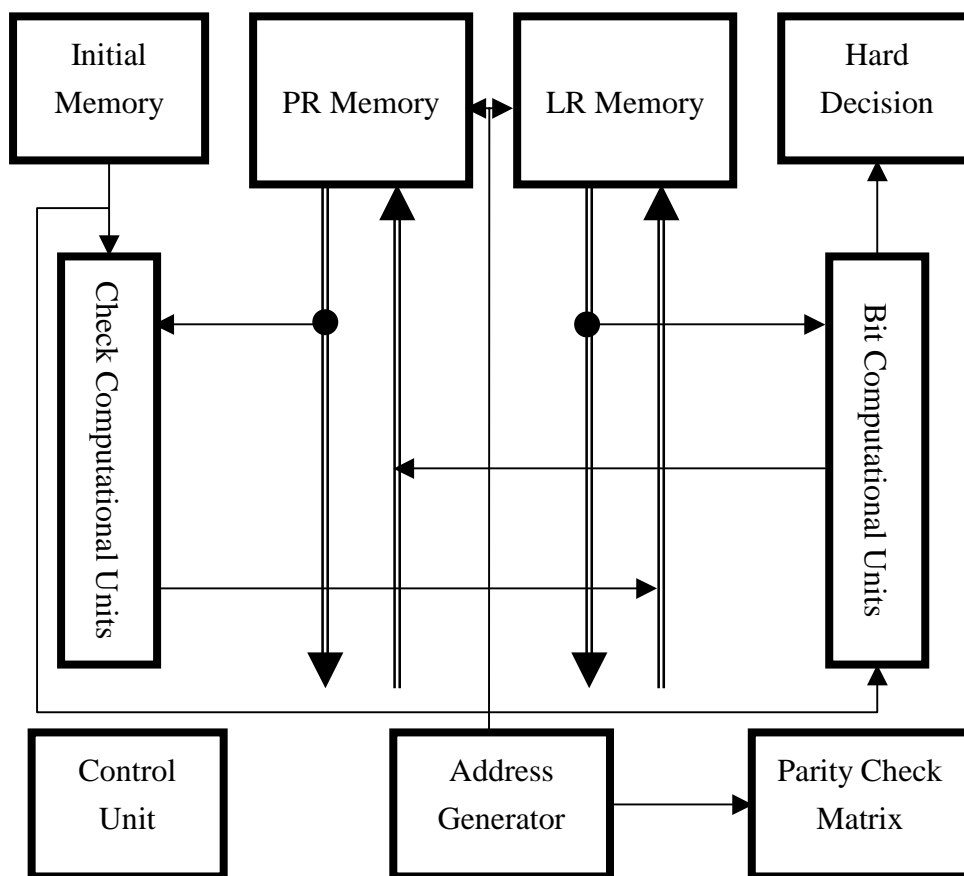 Initial
Memory
PR Memory
LR Memory
Hard
Decision
Check Computational Units
Bit Computational Units
Control
Unit
Address
Generator
Parity Check
Matrix